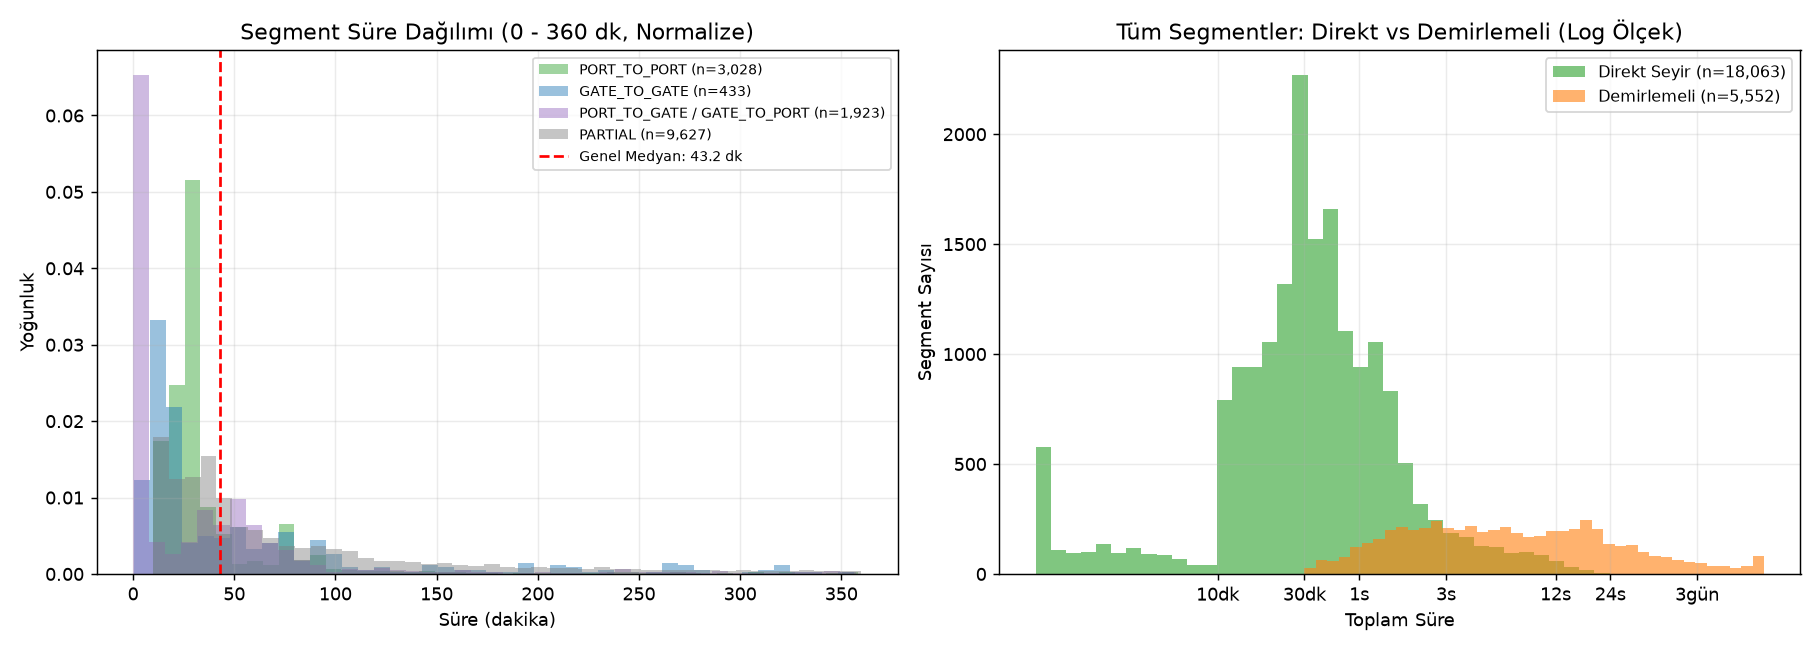 Segment Süre Dağılımı (0 - 360 dk, Normalize)
PORT_TO_PORT (n=3,028)
GATE_TO_GATE (n=433)
PORT_TO_GATE / GATE_TO_PORT (n=1,923)
PARTIAL (n=9,627)
Genel Medyan: 43.2 dk
Yoğunluk
0.06
0.05
0.04
0.03
0.02
0.01
0.00
0 50 100 150 200 250 300 350
Süre (dakika)
Tüm Segmentler: Direkt vs Demirlemeli (Log Ölçek)
Direkt Seyir (n=18,063)
Demirlemeli (n=5,552)
Segment Sayısı
2000
1500
1000
500
0
10dk 30dk 1s 3s 12s 24s 3gün
Toplam Süre